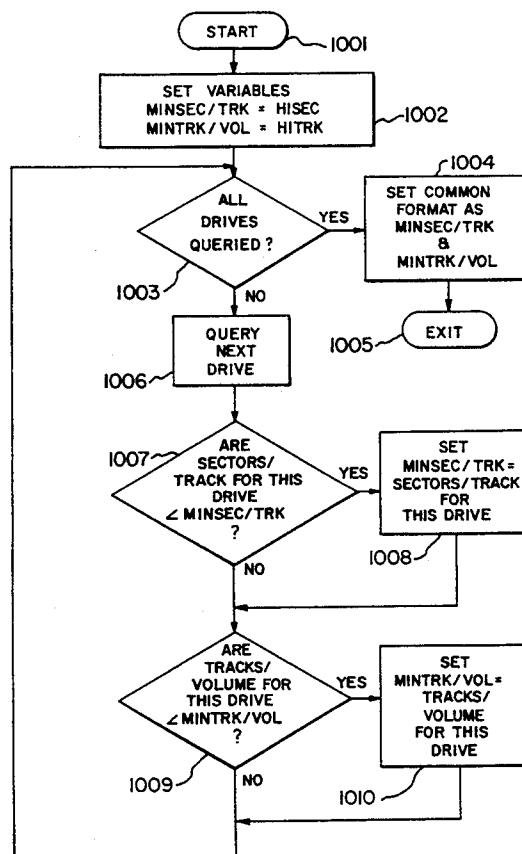 START
1001
SET VARIABLES
MINSEC/TRK = HISEC
MINTRK/VOL = HITRK
1002
ALL
DRIVES
QUERIED ?
YES
1003
NO
1004
SET COMMON
FORMAT AS
MINSEC/TRK
&
MINTRK/VOL
1005
EXIT
QUERY
NEXT
DRIVE
1006
1007
ARE
SECTORS/
TRACK FOR THIS
DRIVE
∠ MINSEC/TRK
?
YES
NO
SET
MINSEC/TRK=
SECTORS/TRACK
FOR
THIS DRIVE
1008
ARE
TRACKS/
VOLUME FOR
THIS DRIVE
∠ MINTRK/VOL
?
YES
1009
NO
SET
MINTRK/VOL=
TRACKS/
VOLUME
FOR THIS
DRIVE
1010